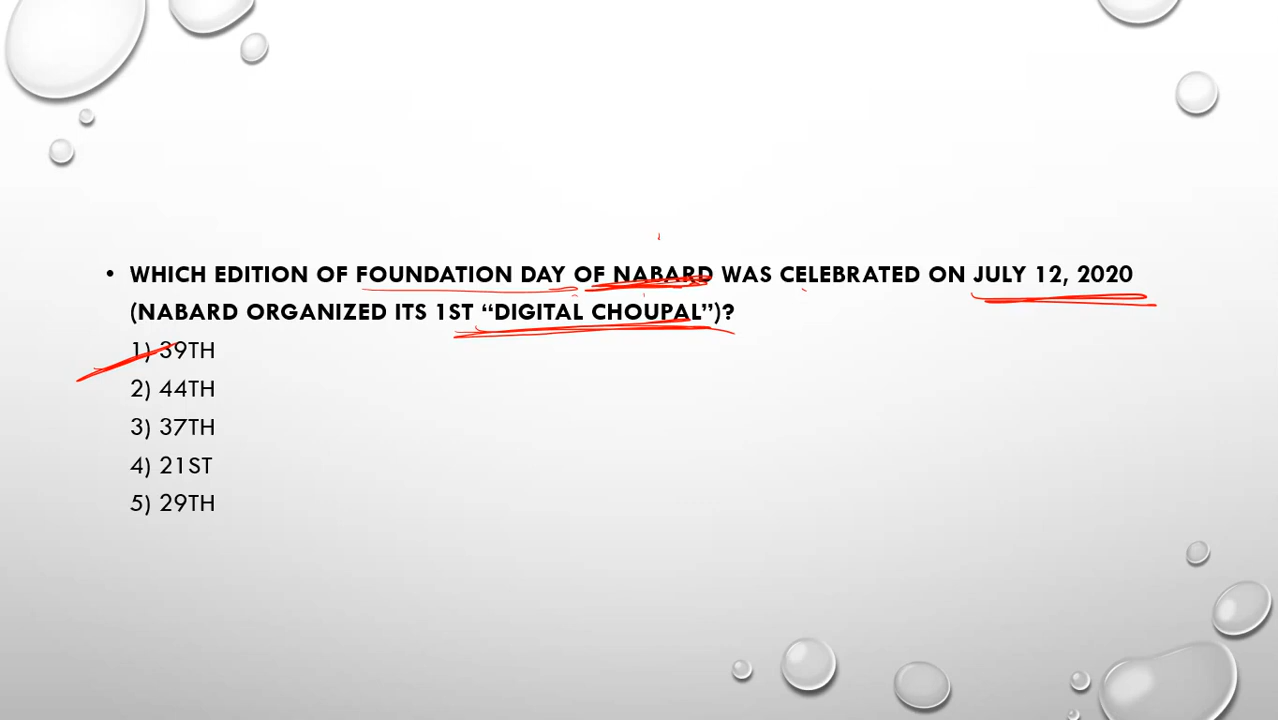 • WHICH EDITION OF FOUNDATION DAY OF NABARD WAS CELEBRATED ON JULY 12, 2020
(NABARD ORGANIZED ITS 1ST “DIGITAL CHOUPAL”)?
1) 39TH
2) 44TH
3) 37TH
4) 21ST
5) 29TH